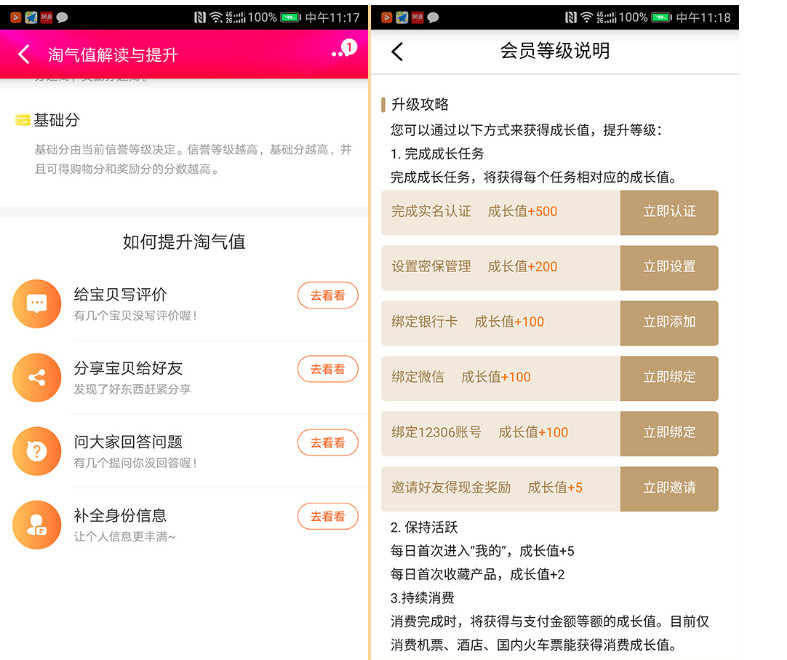 100% 中午11:17
淘气值解读与提升
1
基础分
基础分由当前信誉等级决定。信誉等级越高，基础分越高，并
且可得购物分和奖励分的分数越高。
如何提升淘气值
给宝贝写评价
有几个宝贝没写评价喔！
去看看
分享宝贝给好友
发现了好东西赶紧分享
去看看
问大家回答问题
有几个提问你没回答喔！
去看看
补全身份信息
让个人信息更丰满~
去看看
100% 中午11:18
会员等级说明
升级攻略
您可以通过以下方式来获得成长值，提升等级：
1. 完成成长任务
完成成长任务，将获得每个任务相对应的成长值。
完成实名认证 成长值+500 立即认证
设置密保管理 成长值+200 立即设置
绑定银行卡 成长值+100 立即添加
绑定微信 成长值+100 立即绑定
绑定12306账号 成长值+100 立即绑定
邀请好友得现金奖励 成长值+5 立即邀请
2. 保持活跃
每日首次进入“我的”，成长值+5
每日首次收藏产品，成长值+2
3.持续消费
消费完成时，将获得与支付金额等额的成长值。目前仅
消费机票、酒店、国内火车票能获得消费成长值。